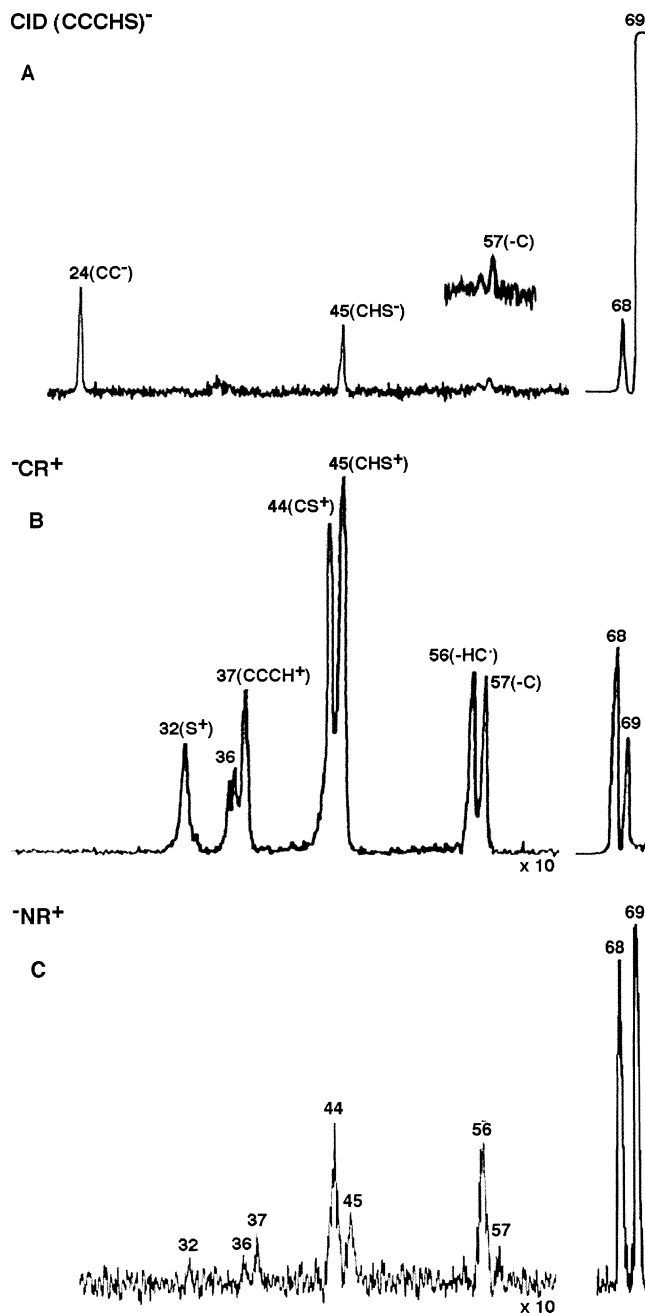 CID (CCCHS)⁻
A
69
24(CC⁻)
57(-C)
45(CHS⁻)
68
⁻CR⁺
B
45(CHS⁺)
44(CS⁺)
37(CCCH⁺)
56(-HC·)
57(-C)
32(S⁺)
36
68
69
x 10
⁻NR⁺
C
69
68
44
56
45
37
36
32
57
x 10